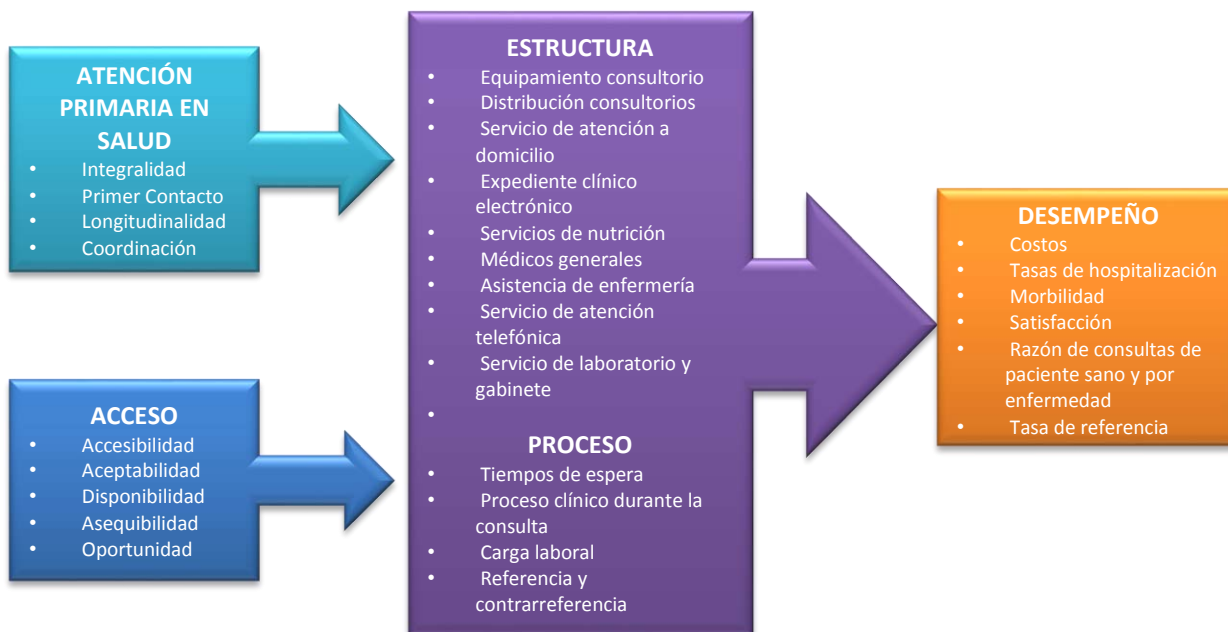 ATENCIÓN
PRIMARIA EN
SALUD
• Integralidad
• Primer Contacto
• Longitudinalidad
• Coordinación
ACCESO
• Accesibilidad
• Aceptabilidad
• Disponibilidad
• Asequibilidad
• Oportunidad
ESTRUCTURA
• Equipamiento consultorio
• Distribución consultorios
• Servicio de atención a
domicilio
• Expediente clínico
electrónico
• Servicios de nutrición
• Médicos generales
• Asistencia de enfermería
• Servicio de atención
telefónica
• Servicio de laboratorio y
gabinete
•
PROCESO
• Tiempos de espera
• Proceso clínico durante la
consulta
• Carga laboral
• Referencia y
contrarreferencia
DESEMPEÑO
• Costos
• Tasas de hospitalización
• Morbilidad
• Satisfacción
• Razón de consultas de
paciente sano y por
enfermedad
• Tasa de referencia